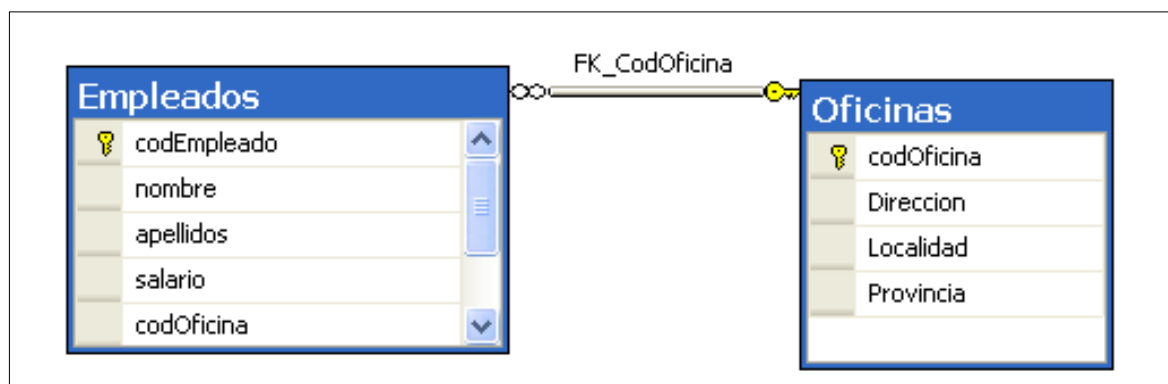 FK_CodOficina
Empleados
codEmpleado
nombre
apellidos
salario
codOficina
Oficinas
codOficina
Direccion
Localidad
Provincia